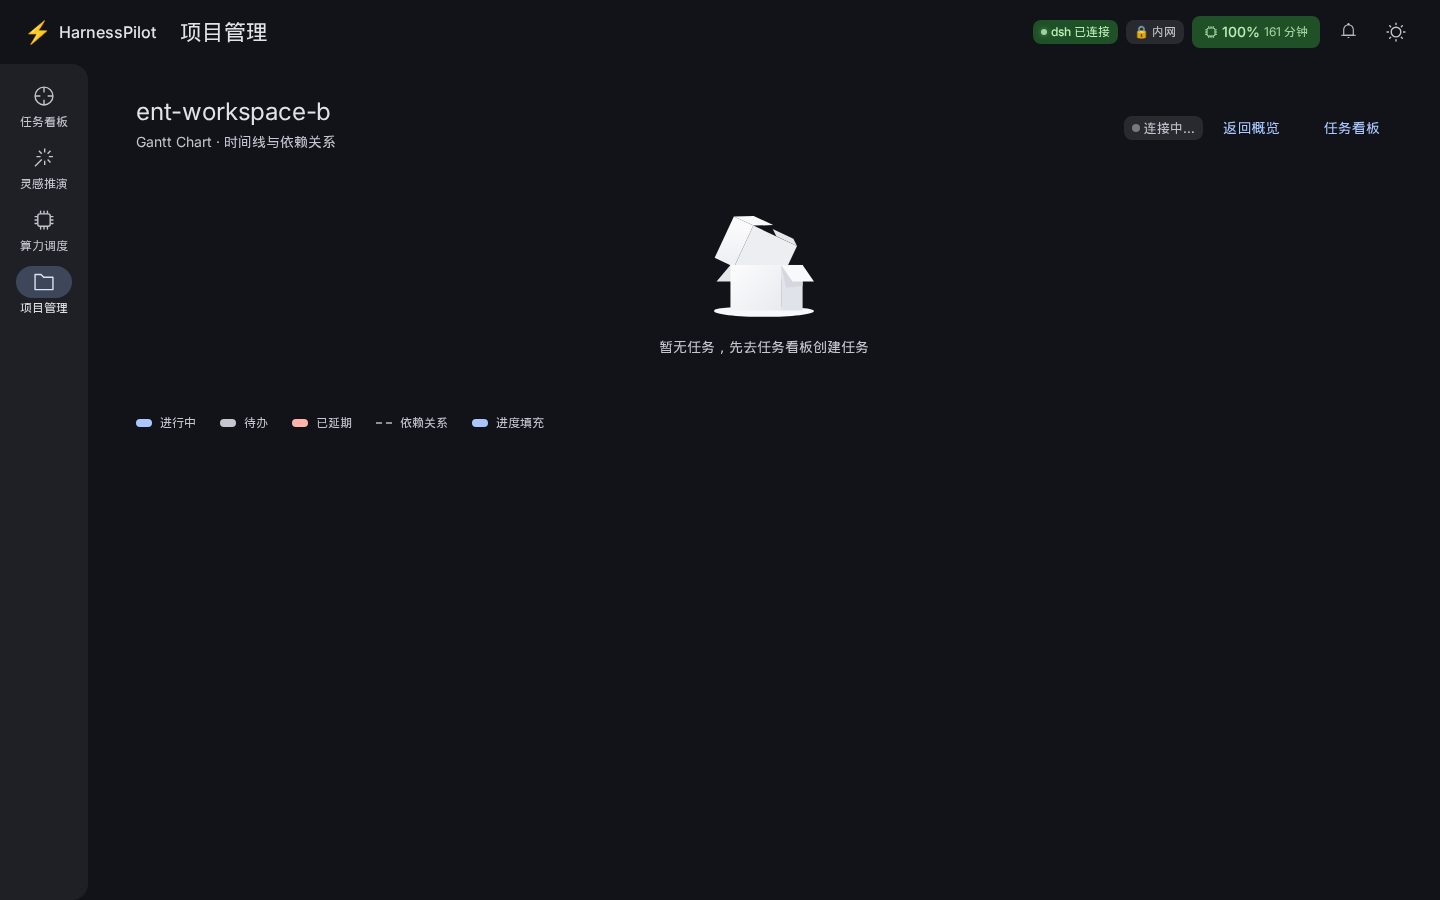 HarnessPilot 项目管理
dsh 已连接
内网
100% 161 分钟
任务看板
灵感推演
算力调度
项目管理
ent-workspace-b
Gantt Chart · 时间线与依赖关系
连接中...
返回概览
任务看板
暂无任务，先去任务看板创建任务
进行中 待办 已延期 依赖关系 进度填充